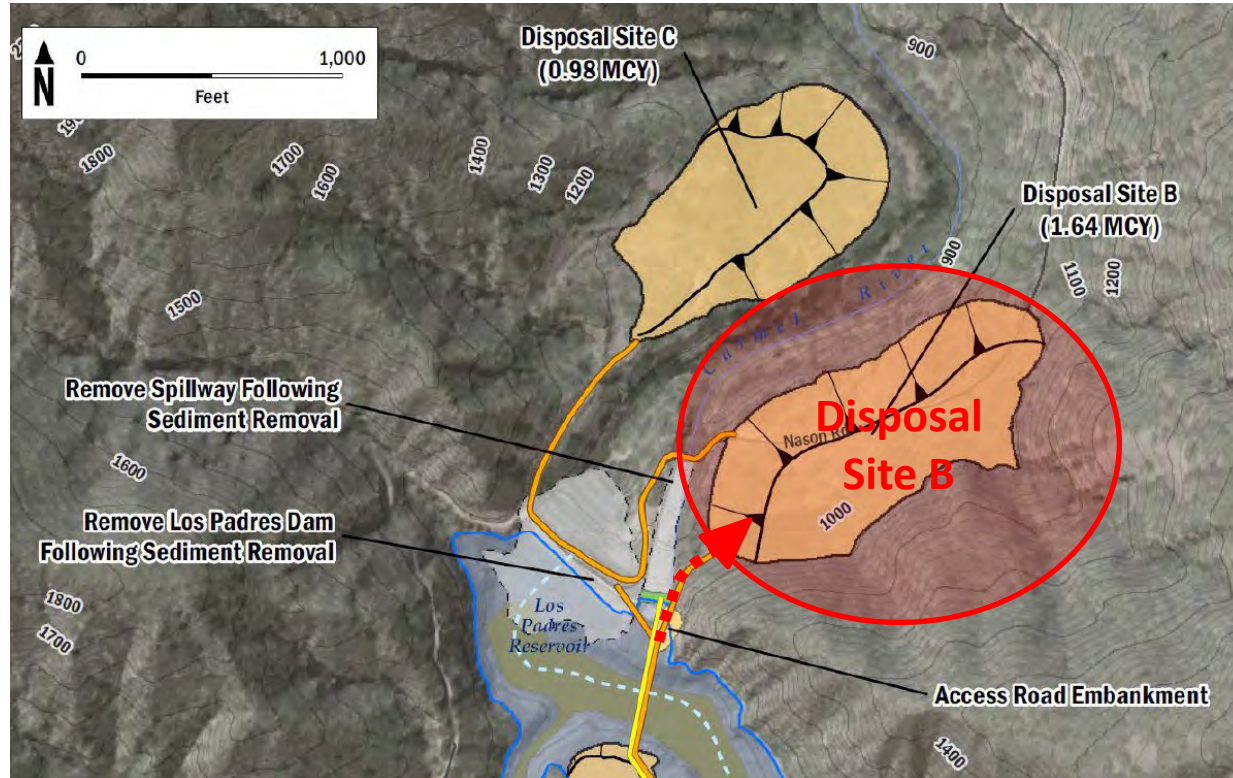 0
1,000
Feet
N
Disposal Site C
(0.98 MCY)
900
1800
1700
1600
1400
1300
1200
Disposal Site B
(1.64 MCY)
900
1100
1200
Carmel River
1500
Remove Spillway Following
Sediment Removal
Nason Rd
Disposal
Site B
1600
1000
Remove Los Padres Dam
Following Sediment Removal
Los
Padres
Reservoir
1800
1700
Access Road Embankment
1400